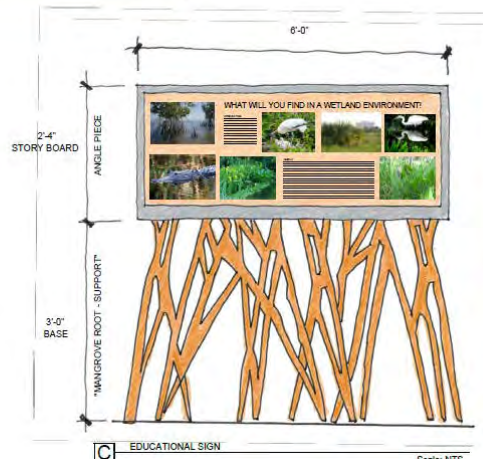 6'-0"
WHAT WILL YOU FIND IN A WETLAND ENVIRONMENT!
2'-4"
STORY BOARD
ANGLE PIECE
3'-0"
BASE
"MANGROVE ROOT - SUPPORT"
C
EDUCATIONAL SIGN
Scale: NTS